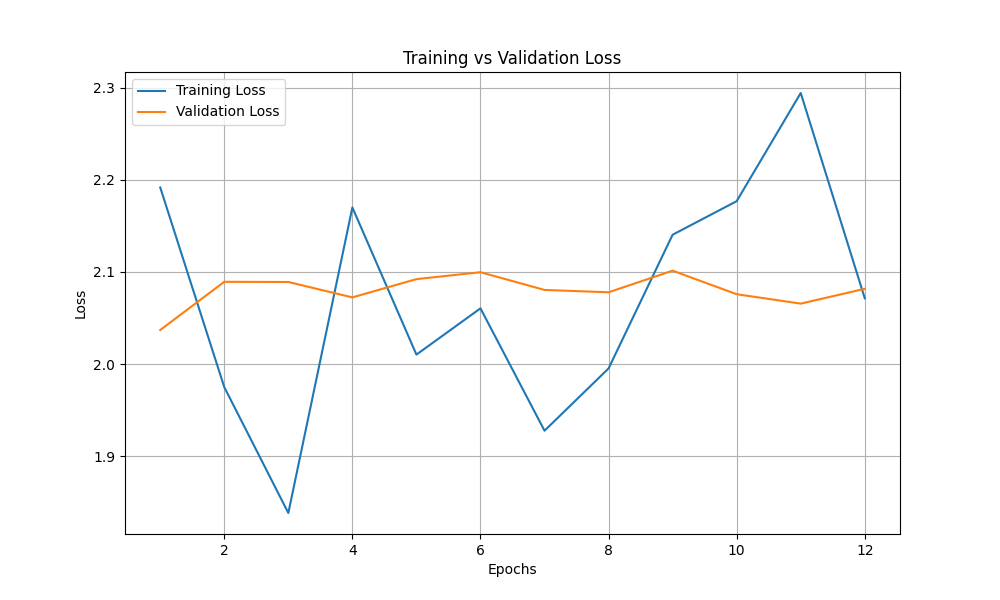 Training vs Validation Loss
Training Loss
Validation Loss
2.3
2.2
2.1
2.0
1.9
Loss
2 4 6 8 10 12
Epochs